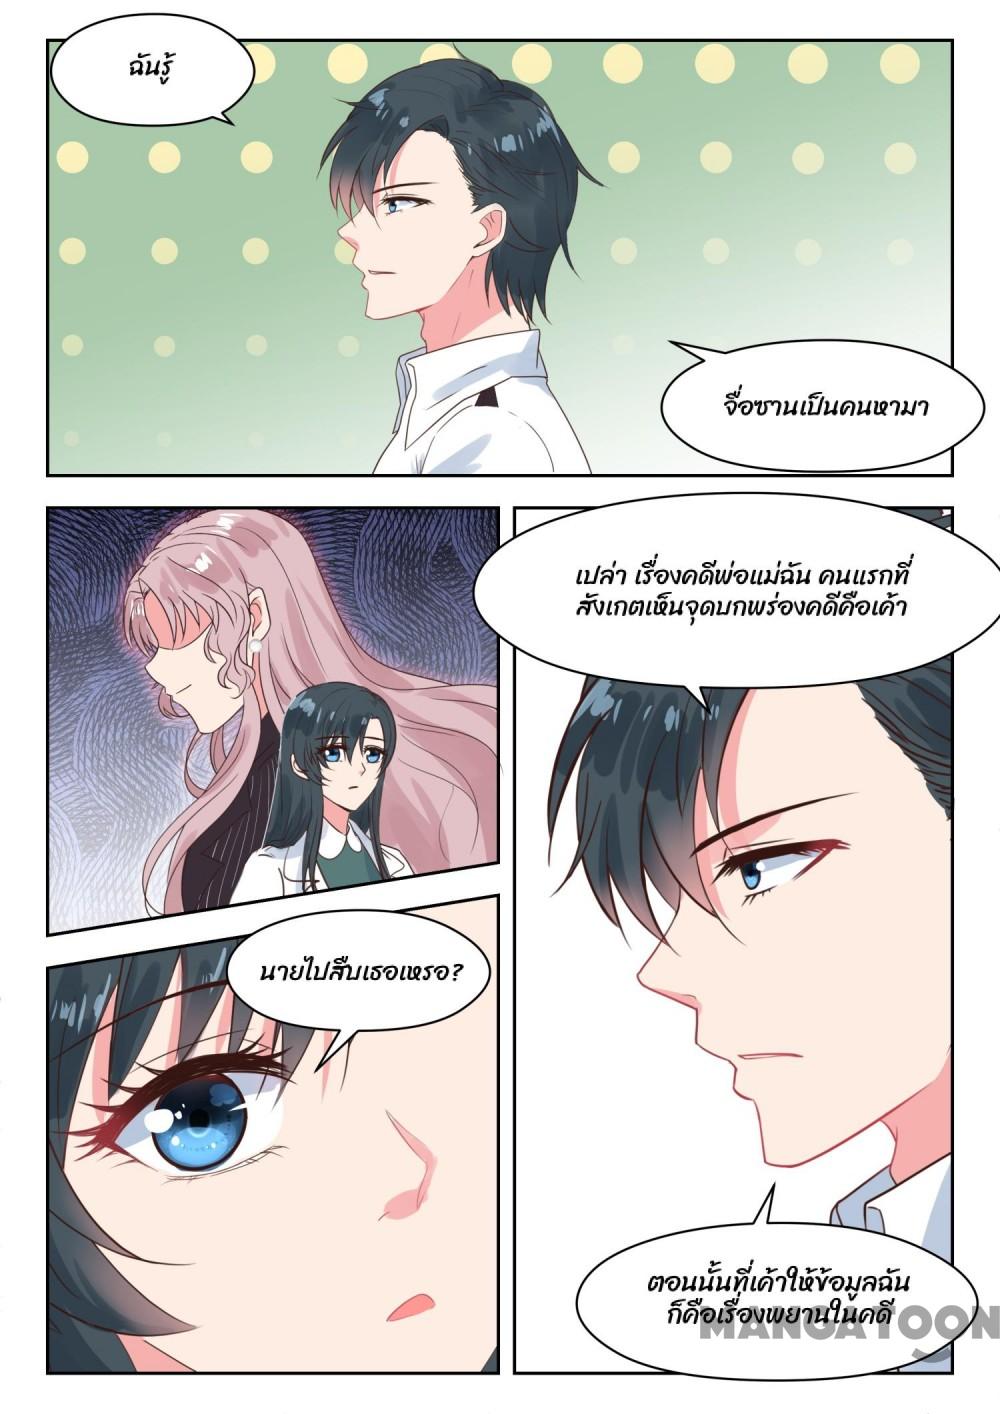 ฉันรู้
จื่อซานเป็นคนหามา
นายไปสืบเธอเหรอ?
เปล่า เรื่องคดีพ่อแม่ฉัน คนแรกที่
สังเกตเห็นจุดบกพร่องคดีคือเค้า
ตอนนั้นที่เค้าให้ข้อมูลฉัน
ก็คือเรื่องพยานในคดี
MANGATOON